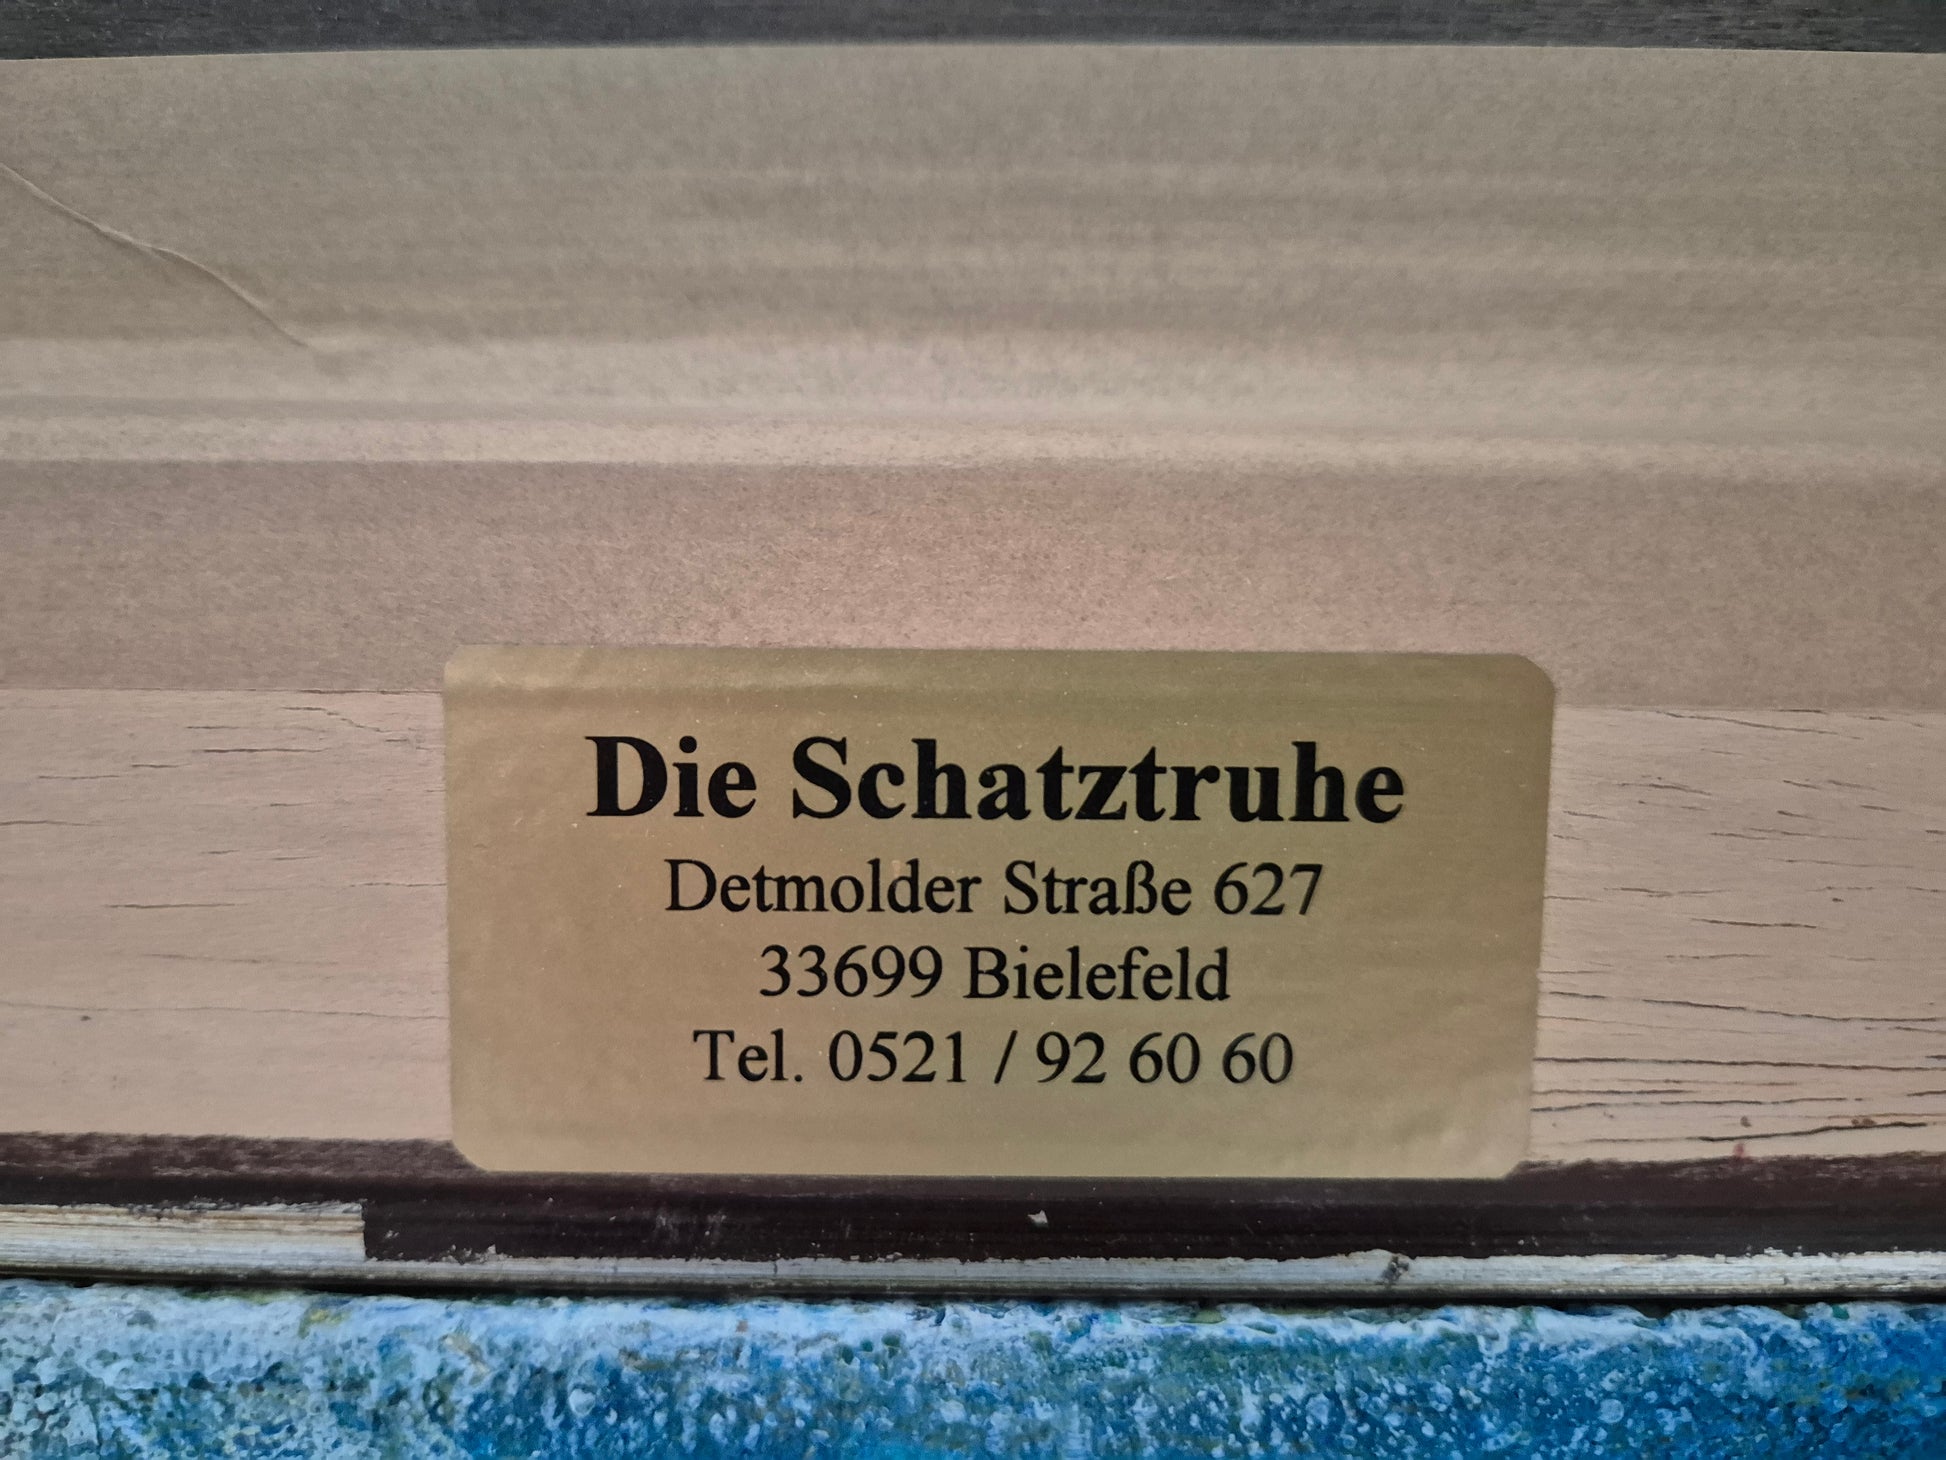 Die Schatztruhe
Detmolder Straße 627
33699 Bielefeld
Tel. 0521 / 92 60 60